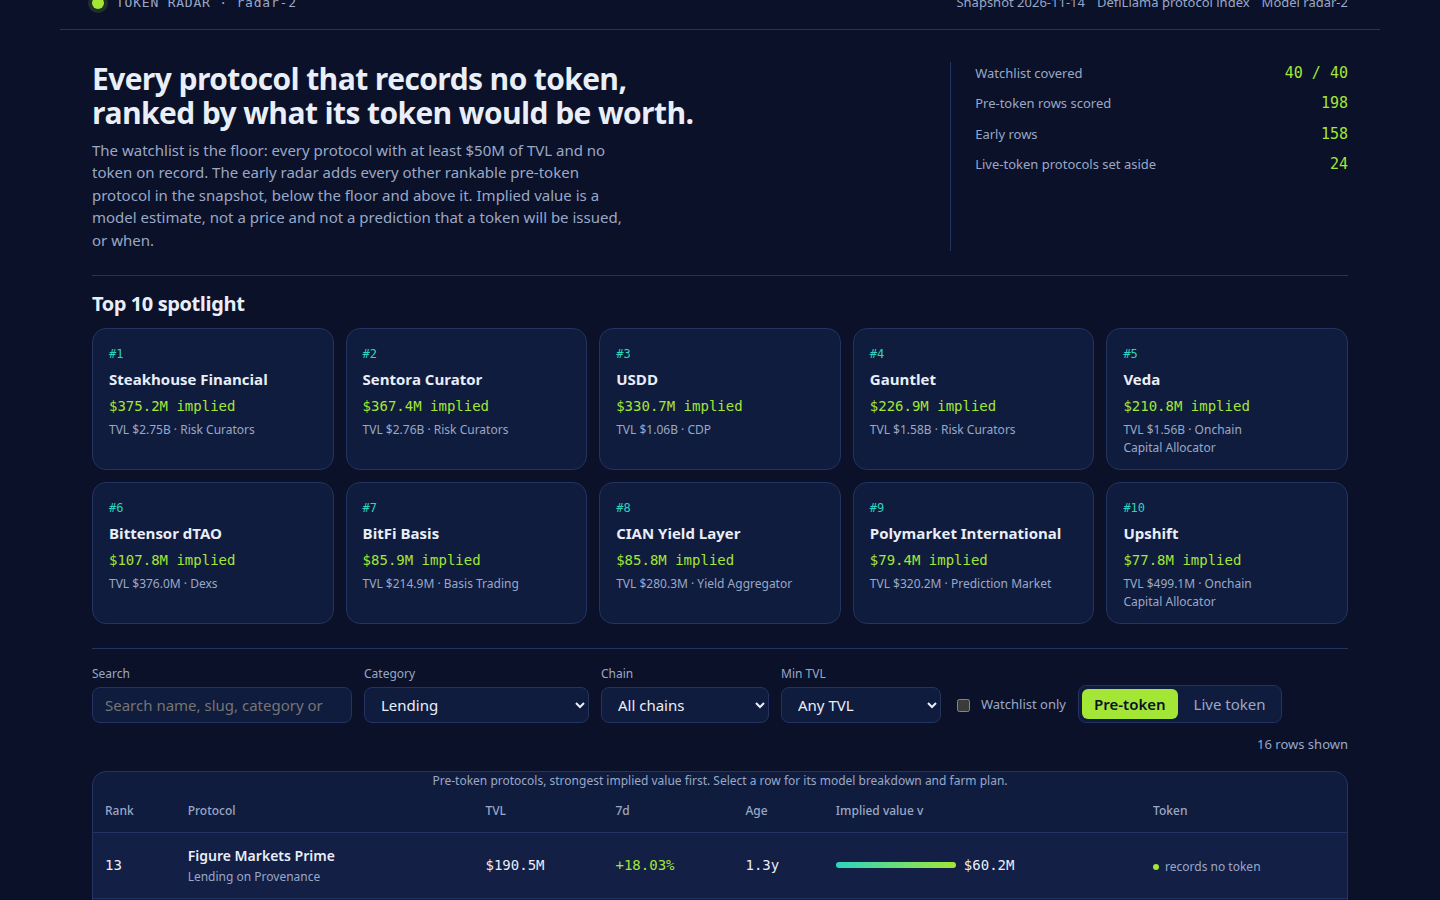 TOKEN RADAR · radar-2
Snapshot 2026-11-14 DefiLlama protocol index Model radar-2
Every protocol that records no token,
ranked by what its token would be worth.
The watchlist is the floor: every protocol with at least $50M of TVL and no
token on record. The early radar adds every other rankable pre-token
protocol in the snapshot, below the floor and above it. Implied value is a
model estimate, not a price and not a prediction that a token will be issued,
or when.
Watchlist covered 40 / 40
Pre-token rows scored 198
Early rows 158
Live-token protocols set aside 24
Top 10 spotlight
#1
Steakhouse Financial
$375.2M implied
TVL $2.75B · Risk Curators
#2
Sentora Curator
$367.4M implied
TVL $2.76B · Risk Curators
#3
USDD
$330.7M implied
TVL $1.06B · CDP
#4
Gauntlet
$226.9M implied
TVL $1.58B · Risk Curators
#5
Veda
$210.8M implied
TVL $1.56B · Onchain
Capital Allocator
#6
Bittensor dTAO
$107.8M implied
TVL $376.0M · Dexs
#7
BitFi Basis
$85.9M implied
TVL $214.9M · Basis Trading
#8
CIAN Yield Layer
$85.8M implied
TVL $280.3M · Yield Aggregator
#9
Polymarket International
$79.4M implied
TVL $320.2M · Prediction Market
#10
Upshift
$77.8M implied
TVL $499.1M · Onchain
Capital Allocator
Search Category Chain Min TVL
Search name, slug, category or Lending All chains Any TVL Watchlist only Pre-token Live token
16 rows shown
Pre-token protocols, strongest implied value first. Select a row for its model breakdown and farm plan.
Rank Protocol TVL 7d Age Implied value v Token
13 Figure Markets Prime $190.5M +18.03% 1.3y $60.2M records no token
Lending on Provenance